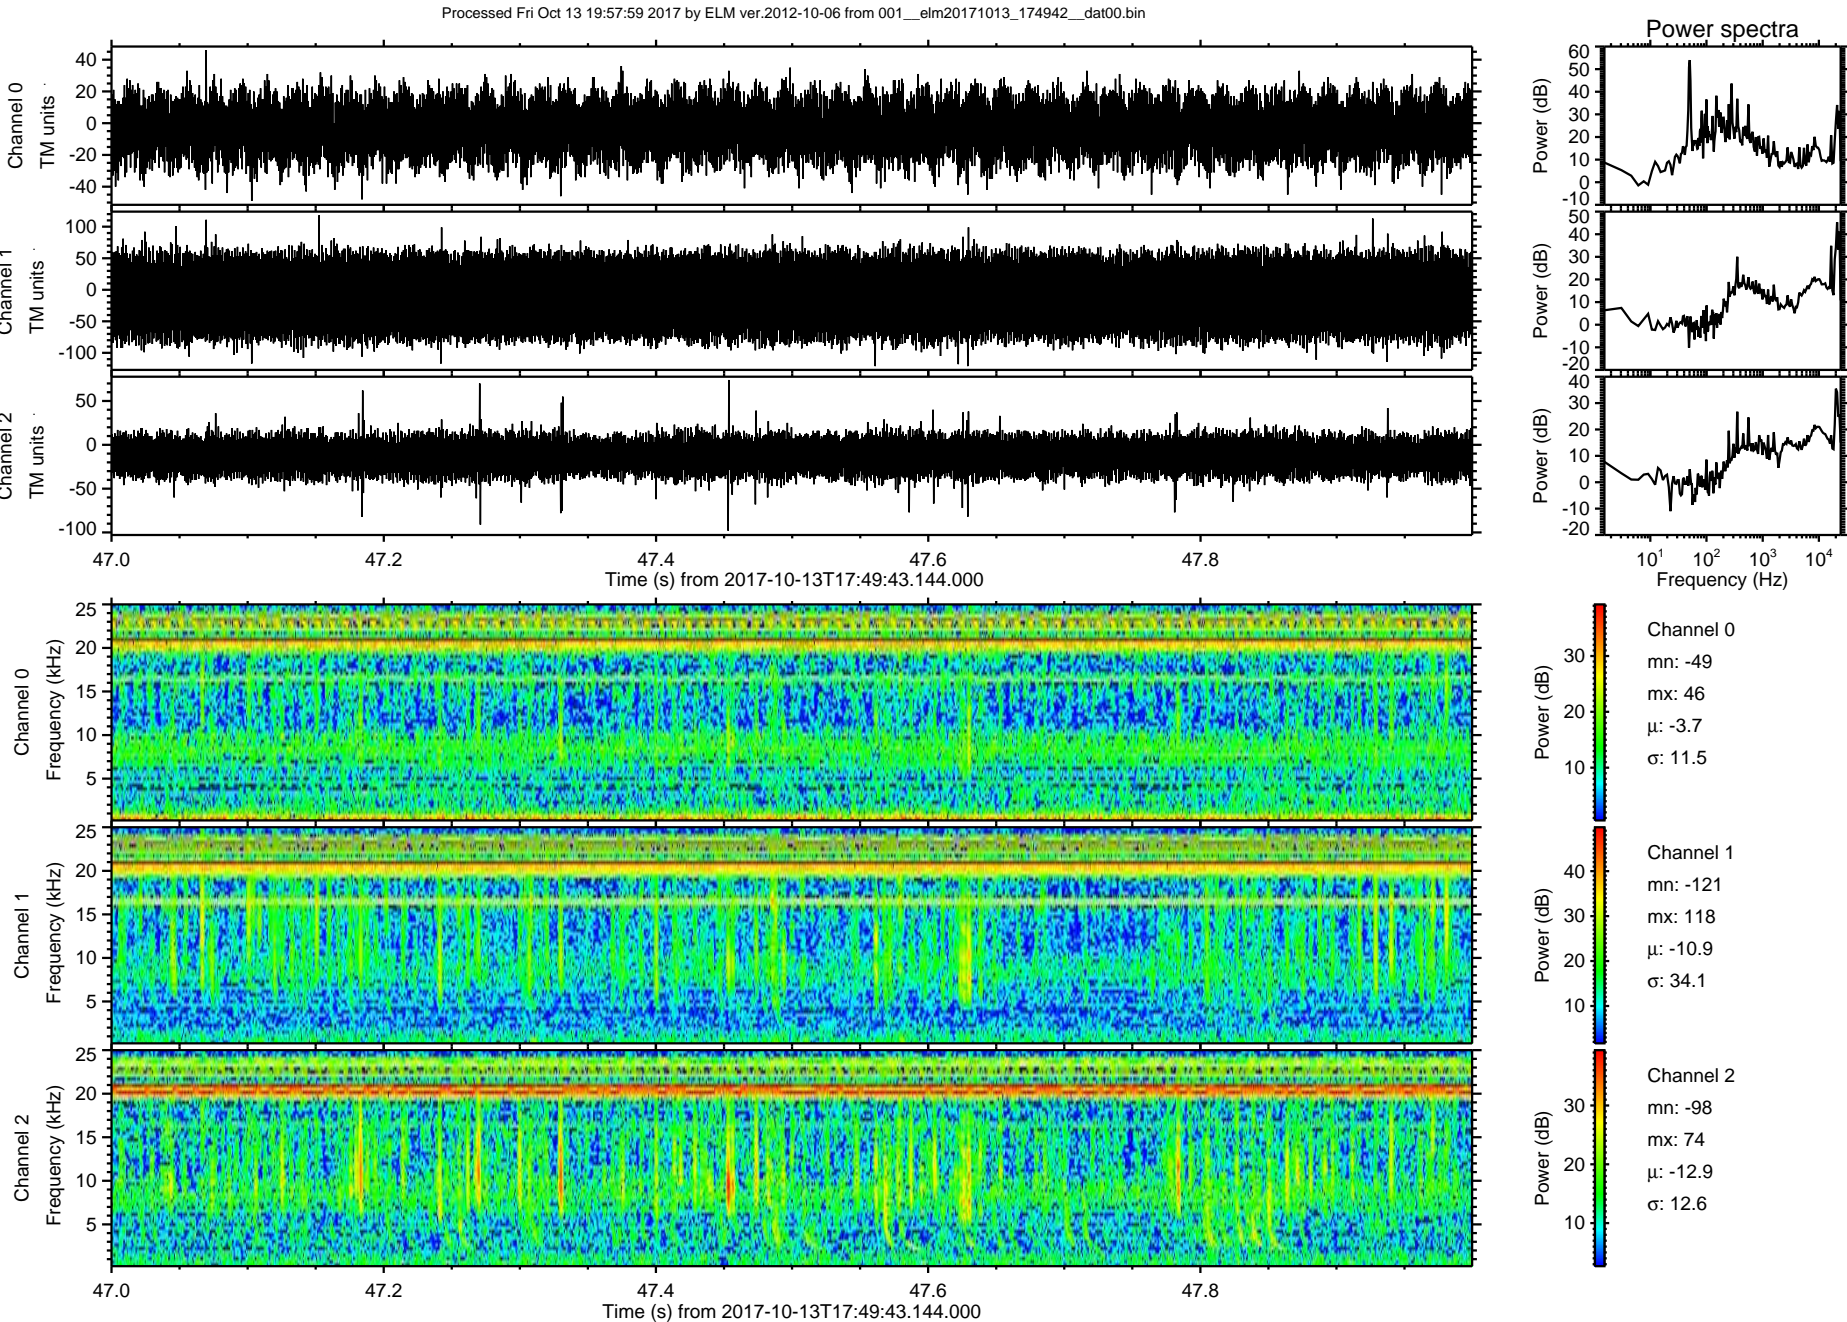 Processed Fri Oct 13 19:57:59 2017 by ELM ver.2012-10-06 from 001__elm20171013_174942__dat00.bin
Power spectra
Channel 0
TM units
40
20
0
-20
-40
Power (dB)
60
50
40
30
20
10
0
-10
Channel 1
TM units
100
50
0
-50
-100
Power (dB)
50
40
30
20
10
0
-10
-20
Channel 2
TM units
50
0
-50
-100
Power (dB)
40
30
20
10
0
-10
-20
47.0 47.2 47.4 47.6 47.8
Time (s) from 2017-10-13T17:49:43.144.000
10¹ 10² 10³ 10⁴
Frequency (Hz)
Channel 0
Frequency (kHz)
25
20
15
10
5
Power (dB)
30
20
10
Channel 0
mn: -49
mx: 46
μ: -3.7
σ: 11.5
Channel 1
Frequency (kHz)
25
20
15
10
5
Power (dB)
40
30
20
10
Channel 1
mn: -121
mx: 118
μ: -10.9
σ: 34.1
Channel 2
Frequency (kHz)
25
20
15
10
5
Power (dB)
30
20
10
Channel 2
mn: -98
mx: 74
μ: -12.9
σ: 12.6
47.0 47.2 47.4 47.6 47.8
Time (s) from 2017-10-13T17:49:43.144.000